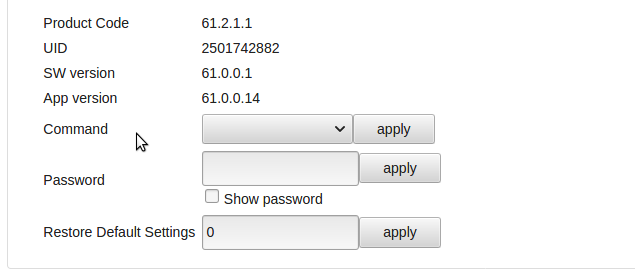 Product Code 61.2.1.1
UID 2501742882
SW version 61.0.0.1
App version 61.0.0.14
Command apply
Password apply
Show password
Restore Default Settings 0 apply